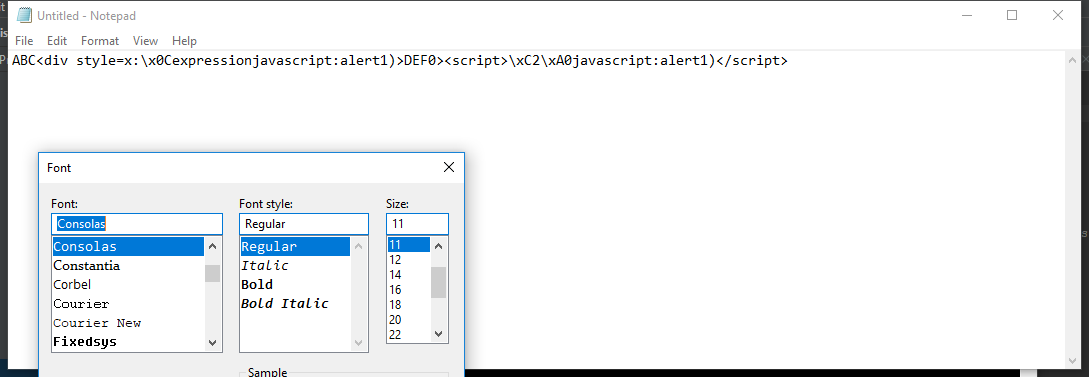 Untitled - Notepad
File Edit Format View Help
ABC<div style=x:\x0Cexpressionjavascript:alert1)>DEF0><script>\xC2\xA0javascript:alert1)</script>
Font
Font: Font style: Size:
Consolas Regular 11
Consolas Regular 11
Constantia Italic 12
Corbel Bold 14
Courier Bold Italic 16
Courier New 18
Fixedsys 20
22
Sample